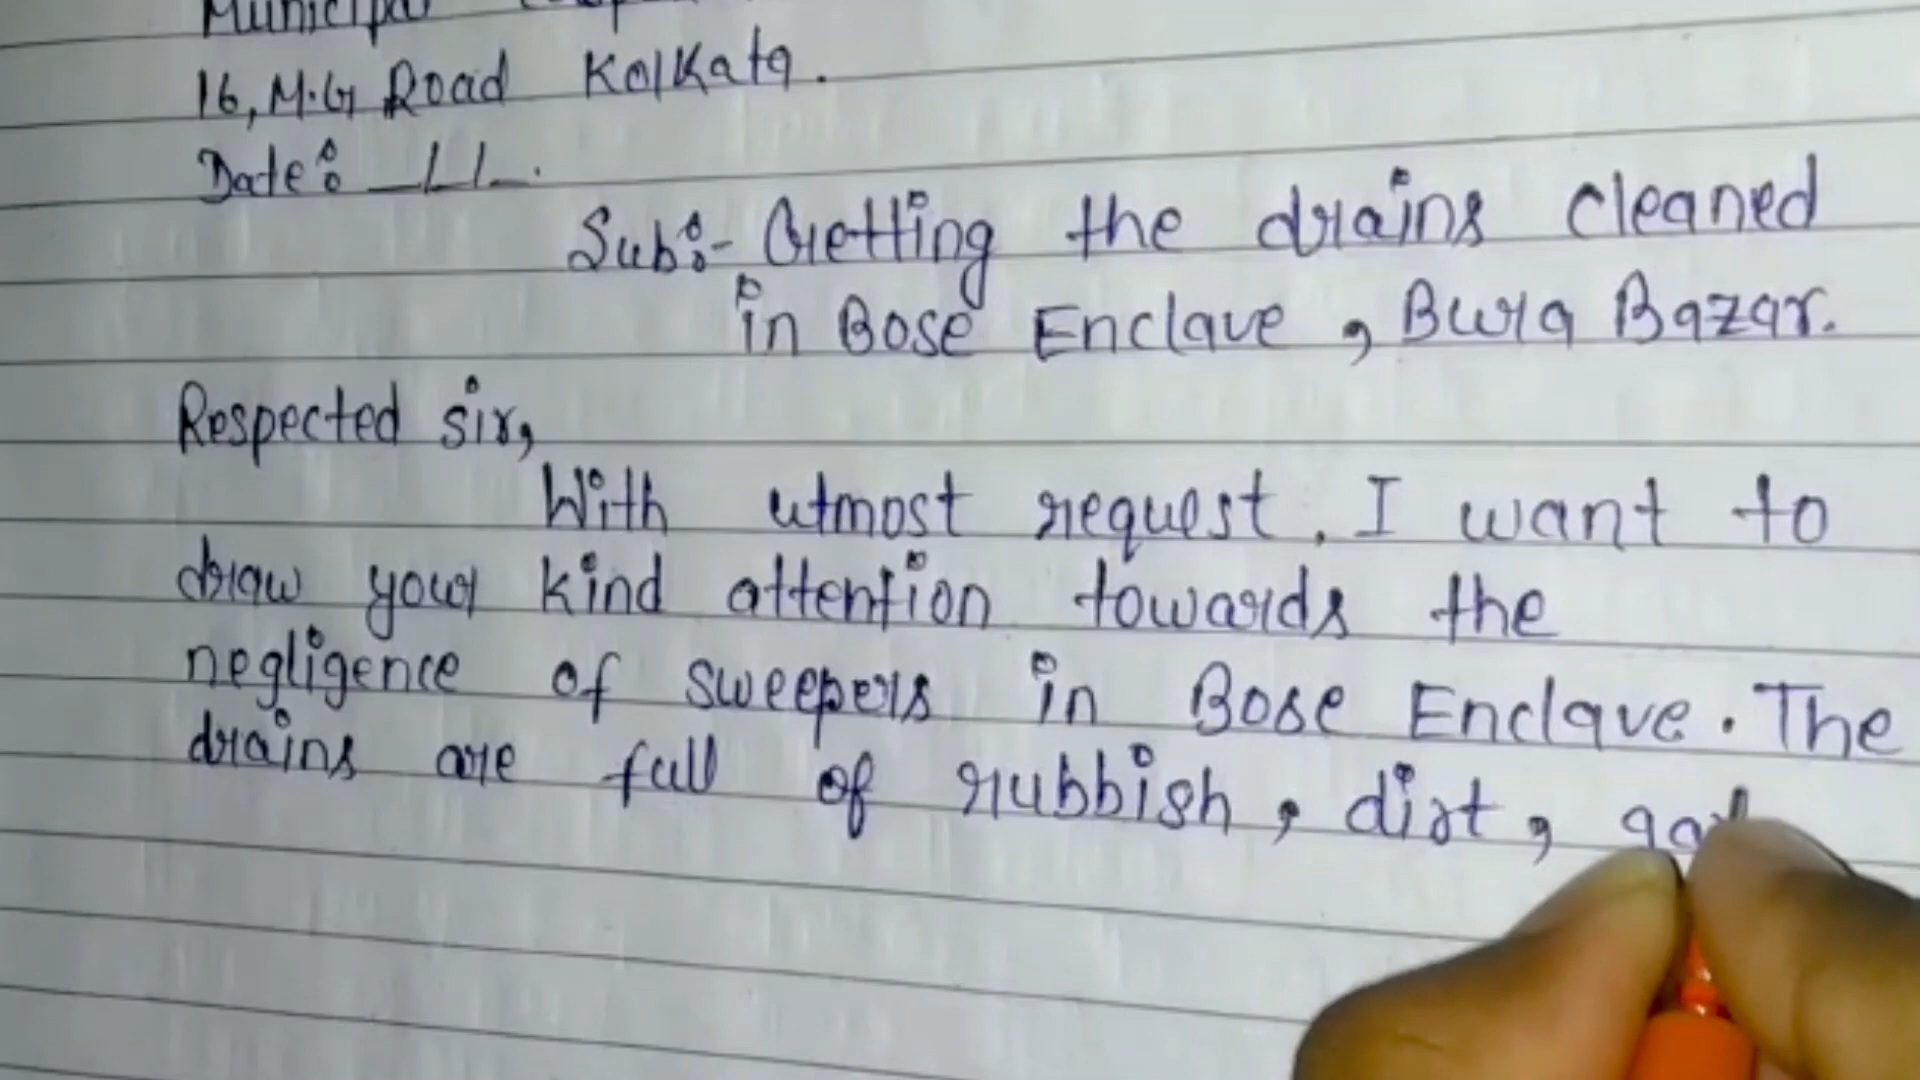 Municipal
16, M.G Road Kolkata.
Date: _/_/_.
Sub:- Getting the drains cleaned
in Bose Enclave, Burra Bazar.
Respected sir,
With utmost request. I want to
draw your kind attention towards the
negligence of sweepers in Bose Enclave. The
drains are full of rubbish, dirt,